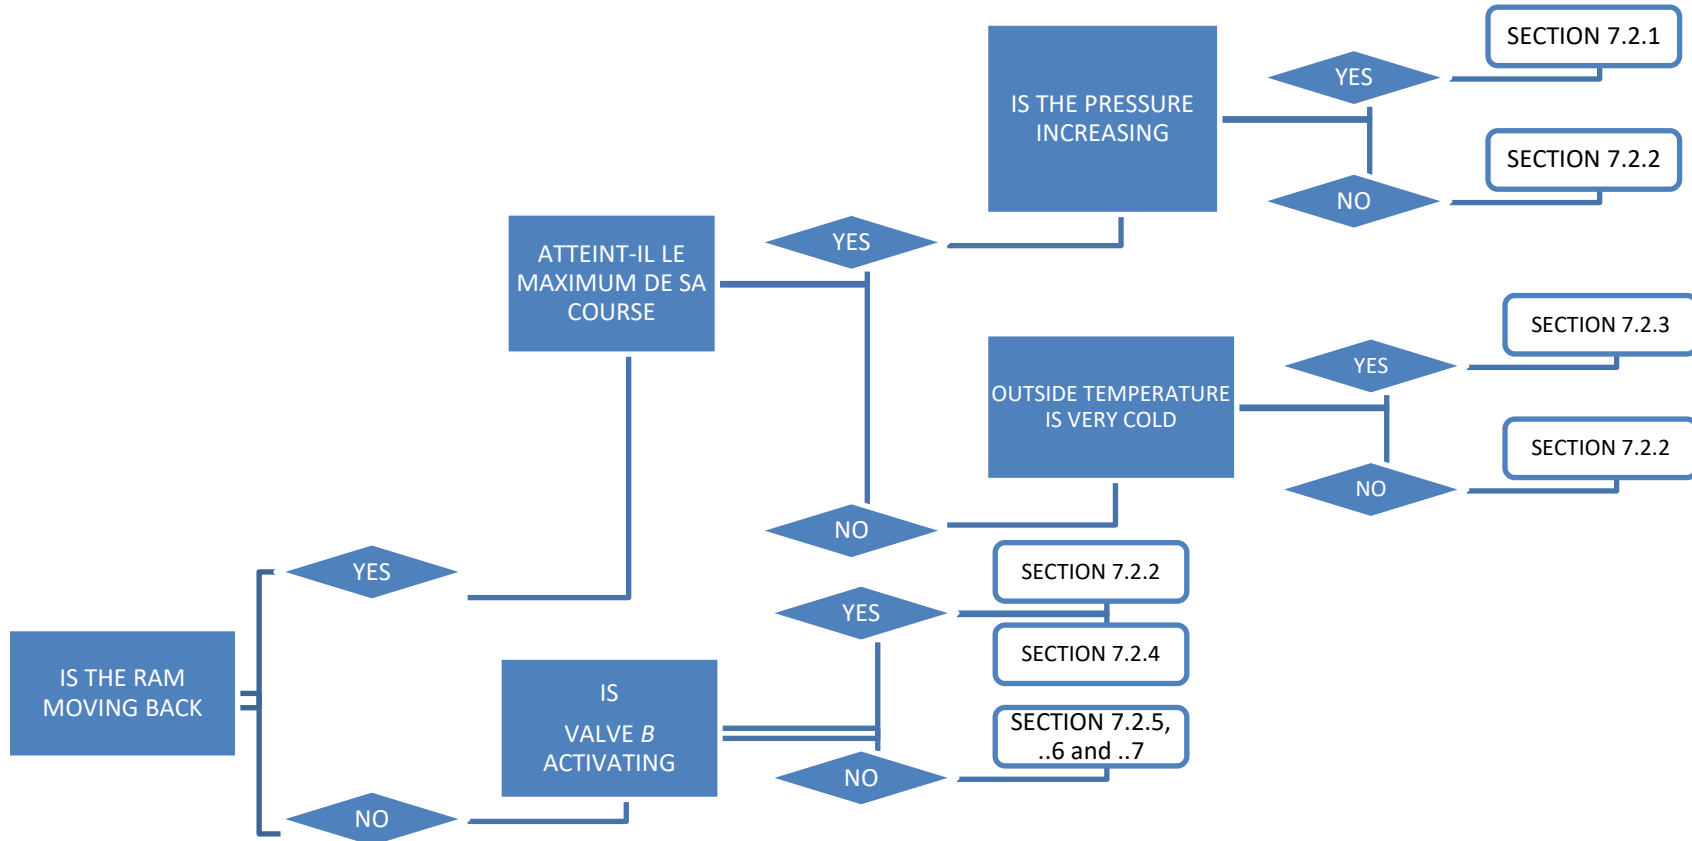 SECTION 7.2.1
YES
IS THE PRESSURE
INCREASING
SECTION 7.2.2
NO
YES
ATTEINT-IL LE
MAXIMUM DE SA
COURSE
SECTION 7.2.3
YES
OUTSIDE TEMPERATURE
IS VERY COLD
SECTION 7.2.2
NO
NO
YES
SECTION 7.2.2
YES
SECTION 7.2.4
IS THE RAM
MOVING BACK
IS
VALVE B
ACTIVATING
SECTION 7.2.5,
..6 and ..7
NO
NO